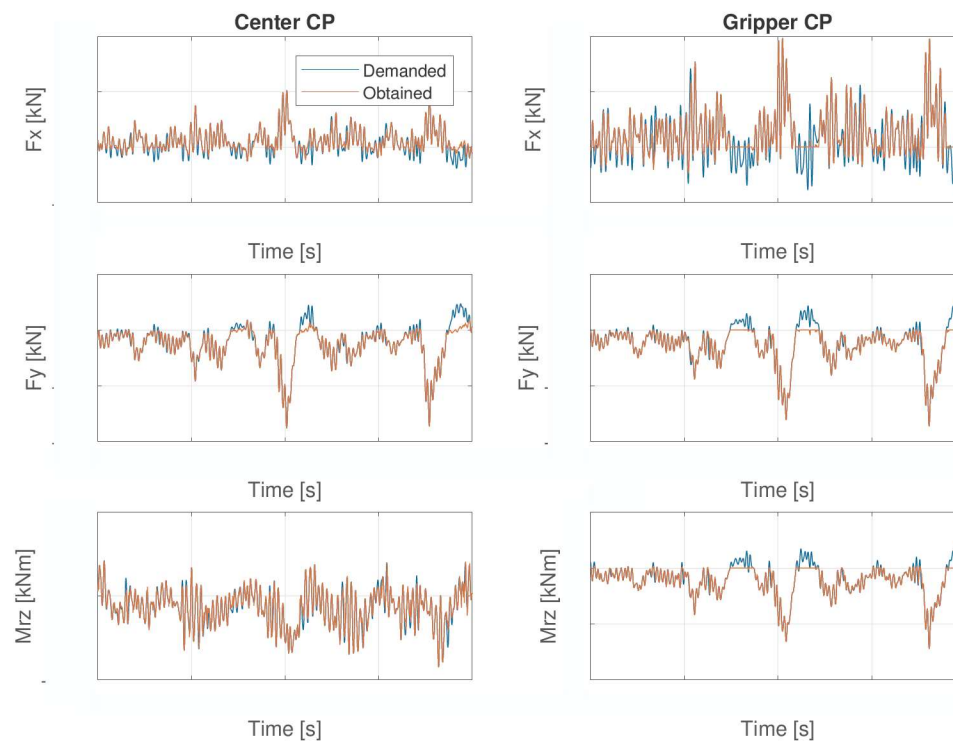 Center CP
Gripper CP
Demanded
Obtained
Fx [kN]
Fx [kN]
Time [s]
Time [s]
Fy [kN]
Fy [kN]
Time [s]
Time [s]
Mrz [kNm]
Mrz [kNm]
Time [s]
Time [s]